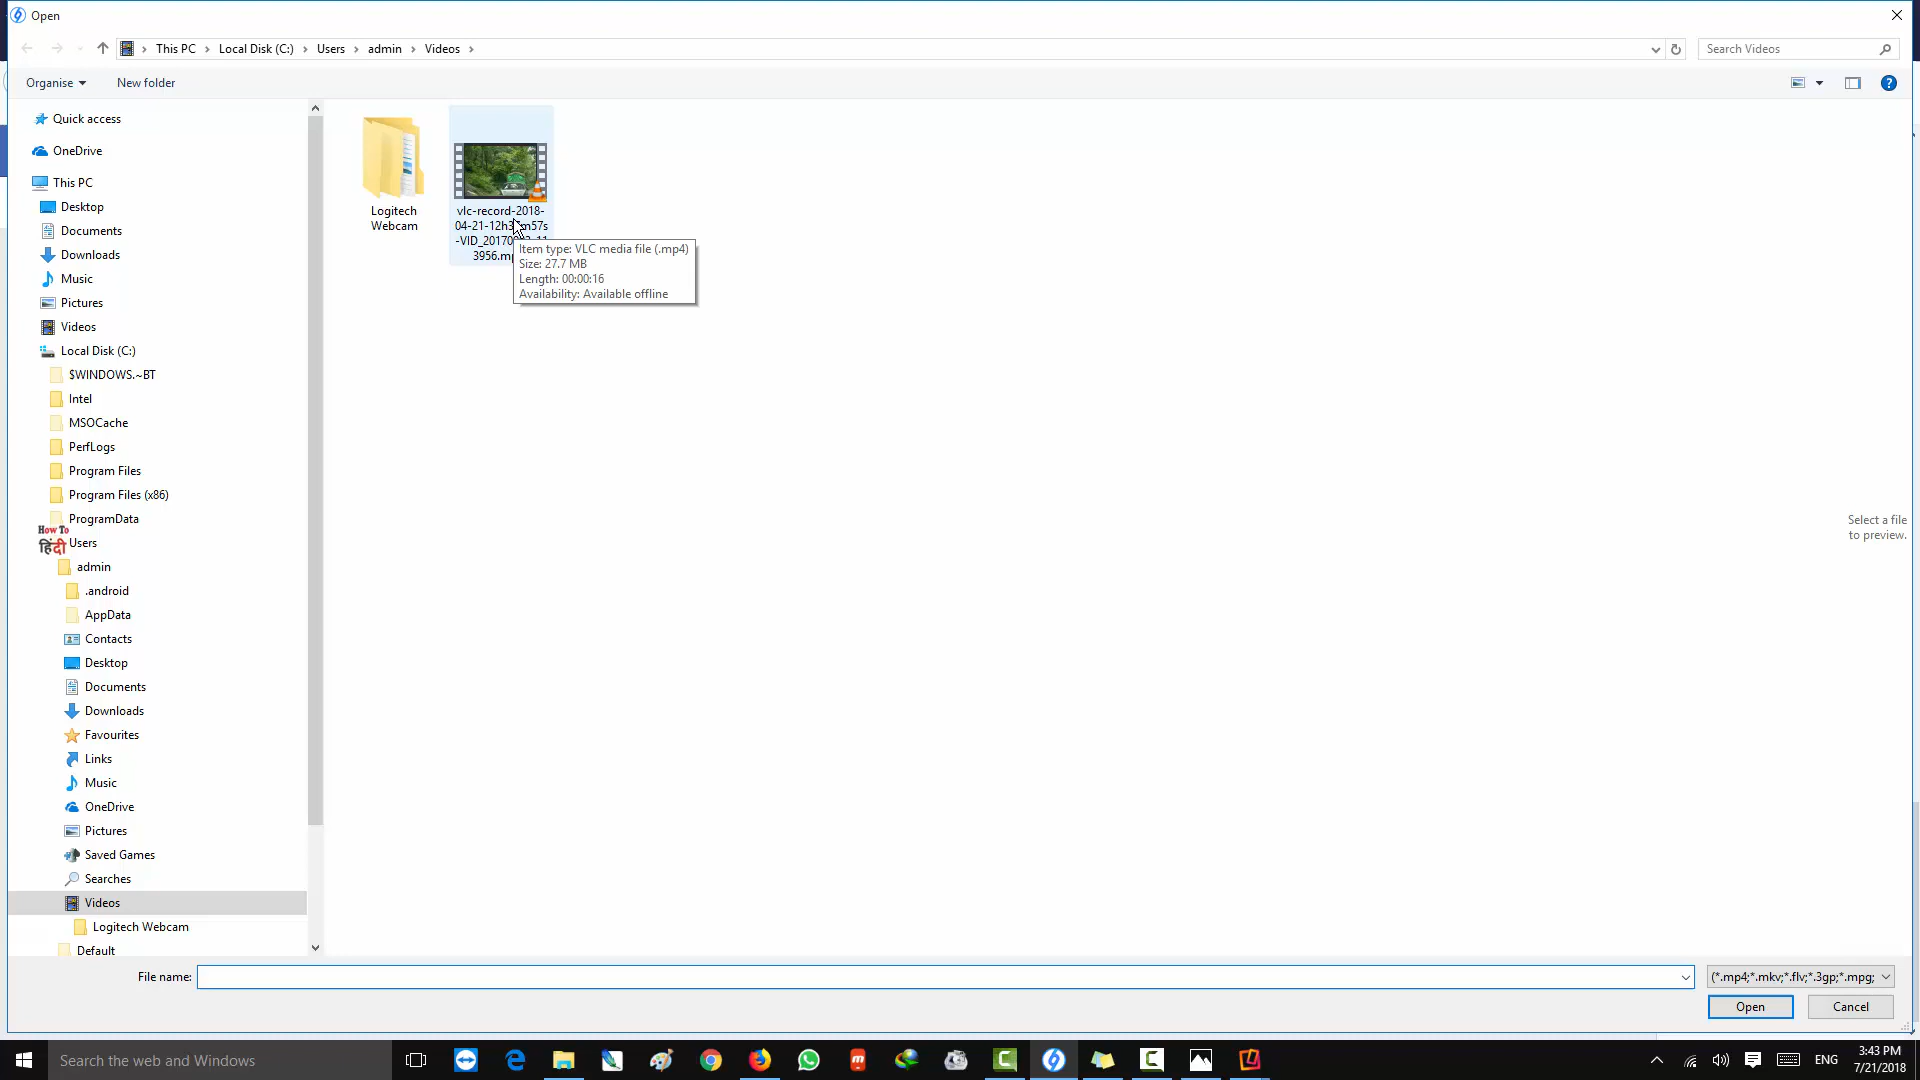 Open
This PC > Local Disk (C:) > Users > admin > Videos >
Search Videos
Organise
New folder
Quick access
OneDrive
This PC
Desktop
Documents
Downloads
Music
Pictures
Videos
Local Disk (C:)
$WINDOWS.~BT
Intel
MSOCache
PerfLogs
Program Files
Program Files (x86)
ProgramData
How To
हिंदी
Users
admin
.android
AppData
Contacts
Desktop
Documents
Downloads
Favourites
Links
Music
OneDrive
Pictures
Saved Games
Searches
Videos
Logitech Webcam
Default
Logitech
Webcam
vlc-record-2018-
04-21-12h
3956.m
Item type: VLC media file (.mp4)
Size: 27.7 MB
Length: 00:00:16
Availability: Available offline
Select a file
to preview.
File name:
(*.mp4;*.mkv;*.flv;*.3gp;*.mpg;
Open
Cancel
Search the web and Windows
ENG
3:43 PM
7/21/2018